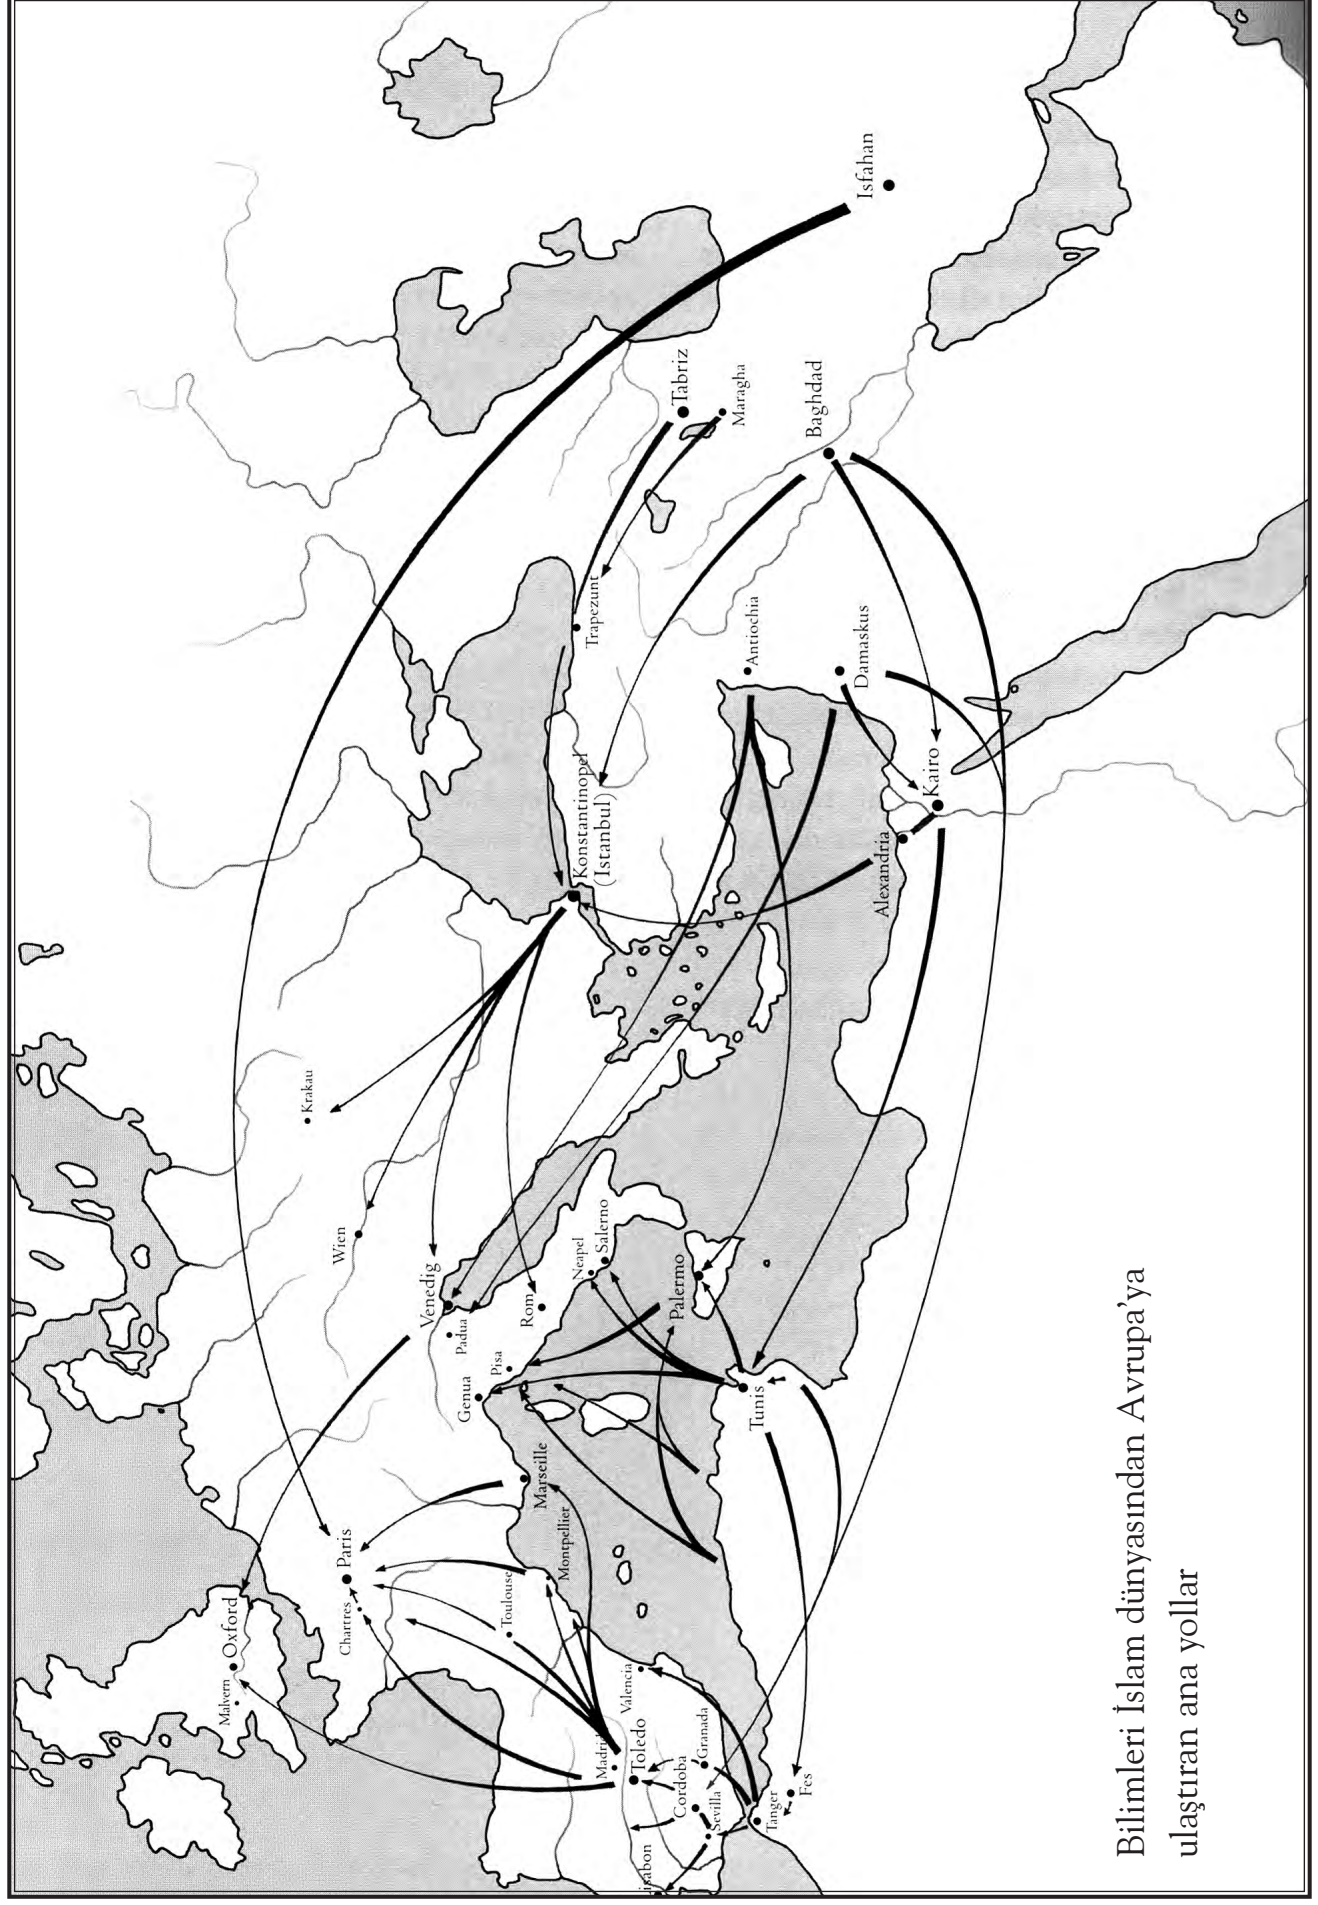 Oxford
Malvern
Paris
Chartres
Krakau
Wien
Venedig
Padua
Genua
Pisa
Rom
Neapel
Salerno
Palermo
Marseille
Montpellier
Toulouse
Valencia
Madrid
Toledo
Cordoba
Granada
Sevilla
Tanger
Fes
Tunis
Konstantinopel
(Istanbul)
Trapezunt
Tabriz
Maragha
Isfahan
Baghdad
Antiochia
Damaskus
Kairo
Alexandria
Bilimleri İslam dünyasından Avrupa'ya
ulaştıran ana yollar